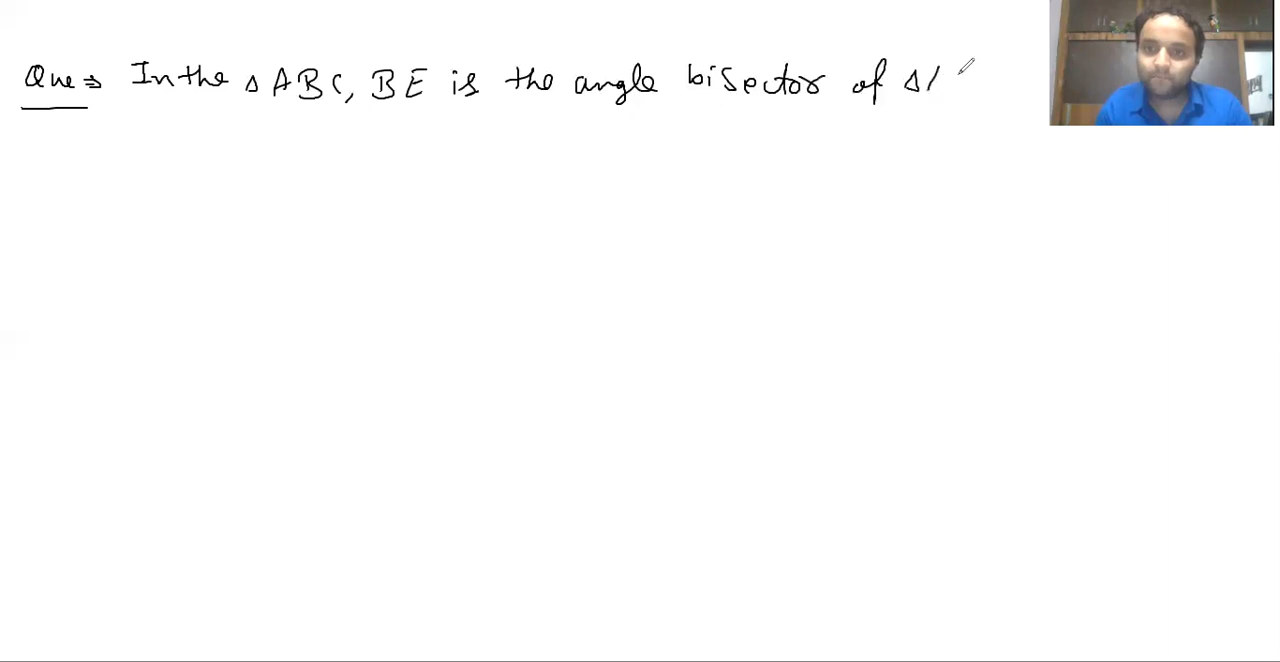 Que ⇒ In the △ ABC, BE is the angle bisector of △